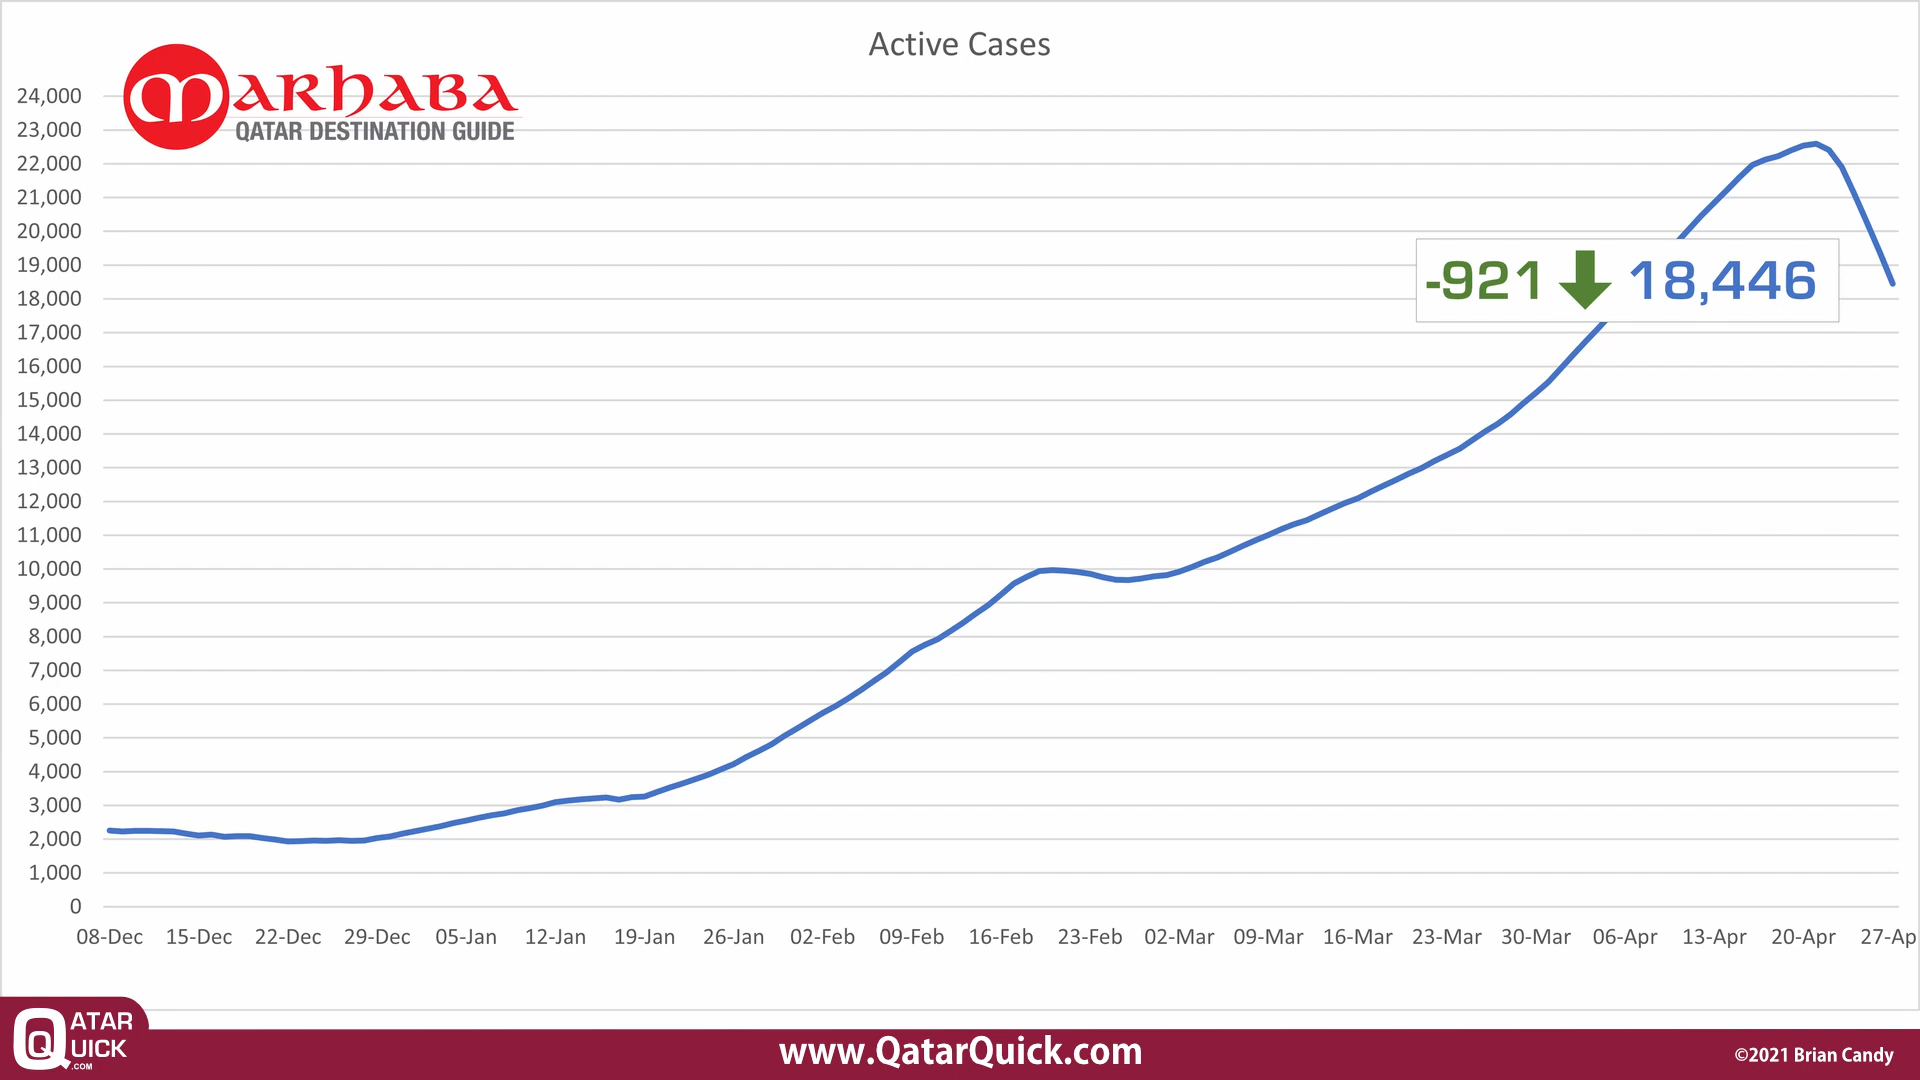 Active Cases
MARHABA
QATAR DESTINATION GUIDE
24,000
23,000
22,000
21,000
20,000
19,000
18,000
17,000
16,000
15,000
14,000
13,000
12,000
11,000
10,000
9,000
8,000
7,000
6,000
5,000
4,000
3,000
2,000
1,000
0
-921 18,446
08-Dec 15-Dec 22-Dec 29-Dec 05-Jan 12-Jan 19-Jan 26-Jan 02-Feb 09-Feb 16-Feb 23-Feb 02-Mar 09-Mar 16-Mar 23-Mar 30-Mar 06-Apr 13-Apr 20-Apr 27-Ap
QATAR
QUICK
.COM
www.QatarQuick.com
©2021 Brian Candy